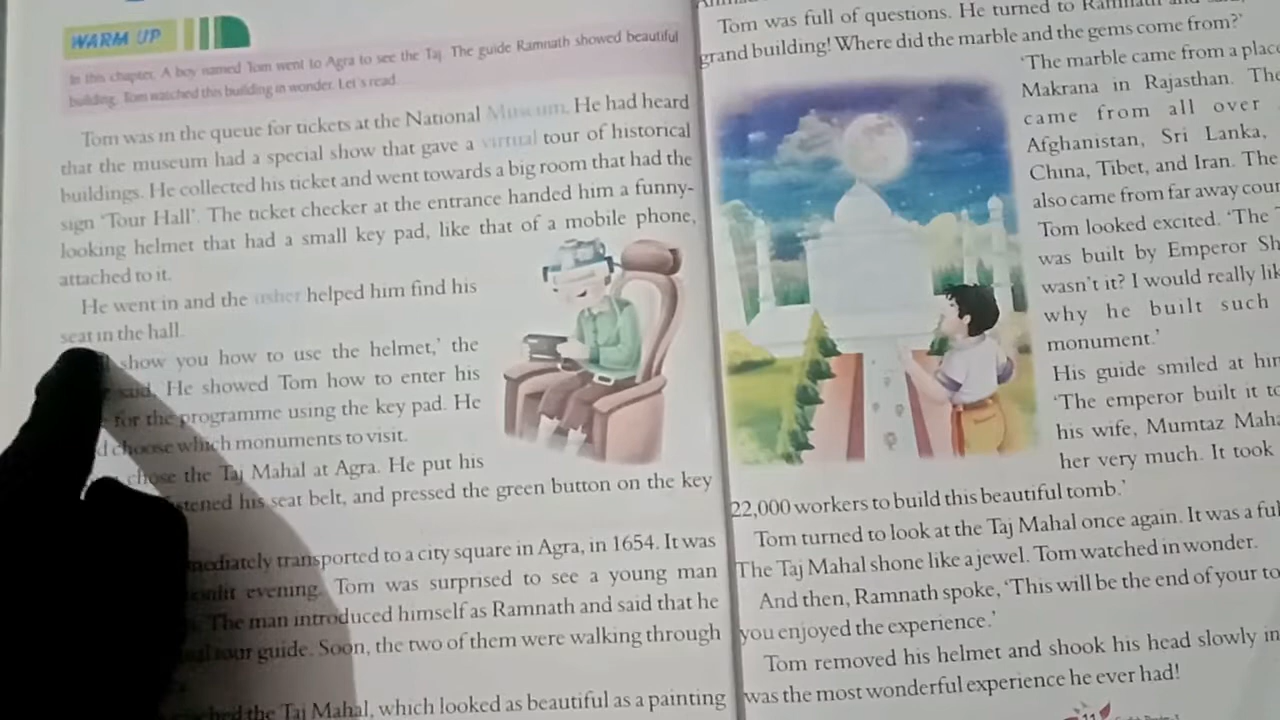 WARM UP
In this chapter, A boy named Tom went to Agra to see the Taj. The guide Ramnath showed beautiful
building. Tom watched this building in wonder. Let's read.
Tom was in the queue for tickets at the National Museum. He had heard
that the museum had a special show that gave a virtual tour of historical
buildings. He collected his ticket and went towards a big room that had the
sign 'Tour Hall'. The ticket checker at the entrance handed him a funny-
looking helmet that had a small key pad, like that of a mobile phone,
attached to it.
He went in and the usher helped him find his
seat in the hall.
show you how to use the helmet,' the
said. He showed Tom how to enter his
for the programme using the key pad. He
choose which monuments to visit.
chose the Taj Mahal at Agra. He put his
his seat belt, and pressed the green button on the key
transported to a city square in Agra, in 1654. It was
evening. Tom was surprised to see a young man
The man introduced himself as Ramnath and said that he
tour guide. Soon, the two of them were walking through
the Taj Mahal, which looked as beautiful as a painting
Tom was full of questions. He turned to Ramnath and
grand building! Where did the marble and the gems come from?'
'The marble came from a place
Makrana in Rajasthan. The
came from all over
Afghanistan, Sri Lanka,
China, Tibet, and Iran. The
also came from far away
Tom looked excited. 'The
was built by Emperor
wasn't it? I would really
why he built such
monument.'
His guide smiled at
'The emperor built it
his wife, Mumtaz
her very much. It took
22,000 workers to build this beautiful tomb.'
Tom turned to look at the Taj Mahal once again. It was a
The Taj Mahal shone like a jewel. Tom watched in wonder.
And then, Ramnath spoke, 'This will be the end of your
you enjoyed the experience.'
Tom removed his helmet and shook his head slowly in
was the most wonderful experience he ever had!
11